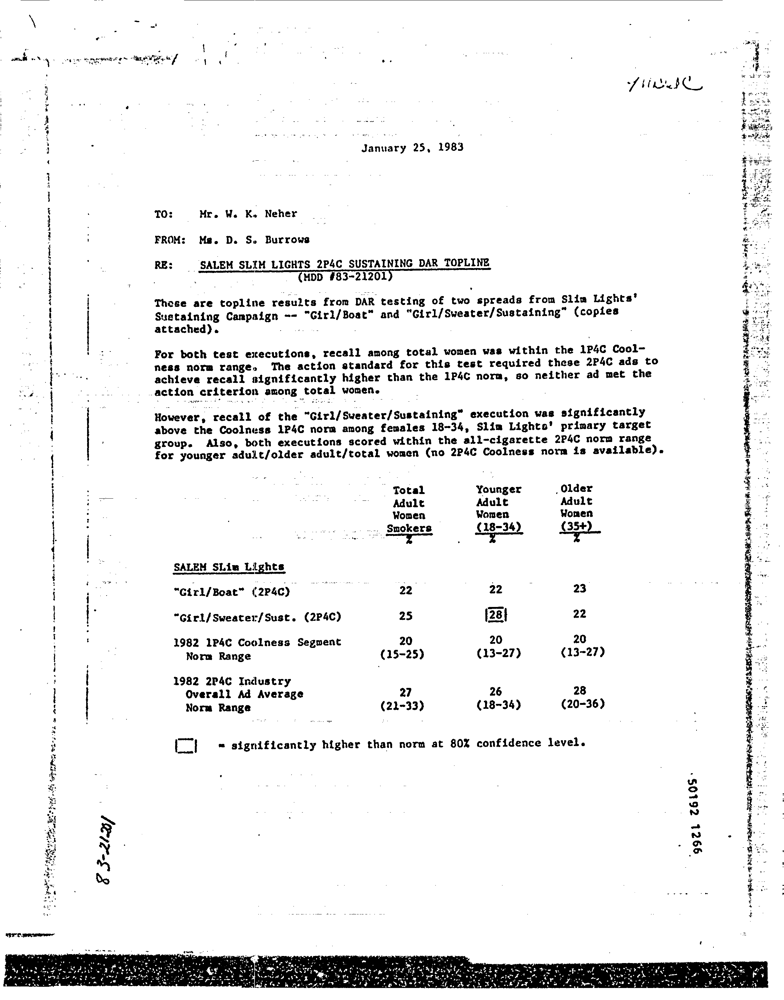 January 25, 1983
TO: Mr. W. K. Neher
FROM: Ms. D. S. Burrows
RE: SALEM SLIM LIGHTS 2P4C SUSTAINING DAR TOPLINE
(MDD #83-21201)
These are topline results from DAR testing of two spreads from Slim Lights'
Sustaining Campaign -- "Girl/Boat" and "Girl/Sweater/Sustaining" (copies
attached).
For both test executions, recall among total women was within the 1P4C Cool-
ness norm range. The action standard for this test required these 2P4C ads to
achieve recall significantly higher than the 1P4C norm, so neither ad met the
action criterion among total women.
However, recall of the "Girl/Sweater/Sustaining" execution was significantly
above the Coolness 1P4C norm among females 18-34, Slim Lights' primary target
group. Also, both executions scored within the all-cigarette 2P4C norm range
for younger adult/older adult/total women (no 2P4C Coolness norm is available).
Total Younger Older
Adult Adult Adult
Women Women Women
Smokers (18-34) (35+)
% % %
SALEM SLim Lights
"Girl/Boat" (2P4C) 22 22 23
"Girl/Sweater/Sust. (2P4C) 25 28 22
1982 1P4C Coolness Segment 20 20 20
Norm Range (15-25) (13-27) (13-27)
1982 2P4C Industry
Overall Ad Average 27 26 28
Norm Range (21-33) (18-34) (20-36)
= significantly higher than norm at 80% confidence level.
50192 1266
83-21201